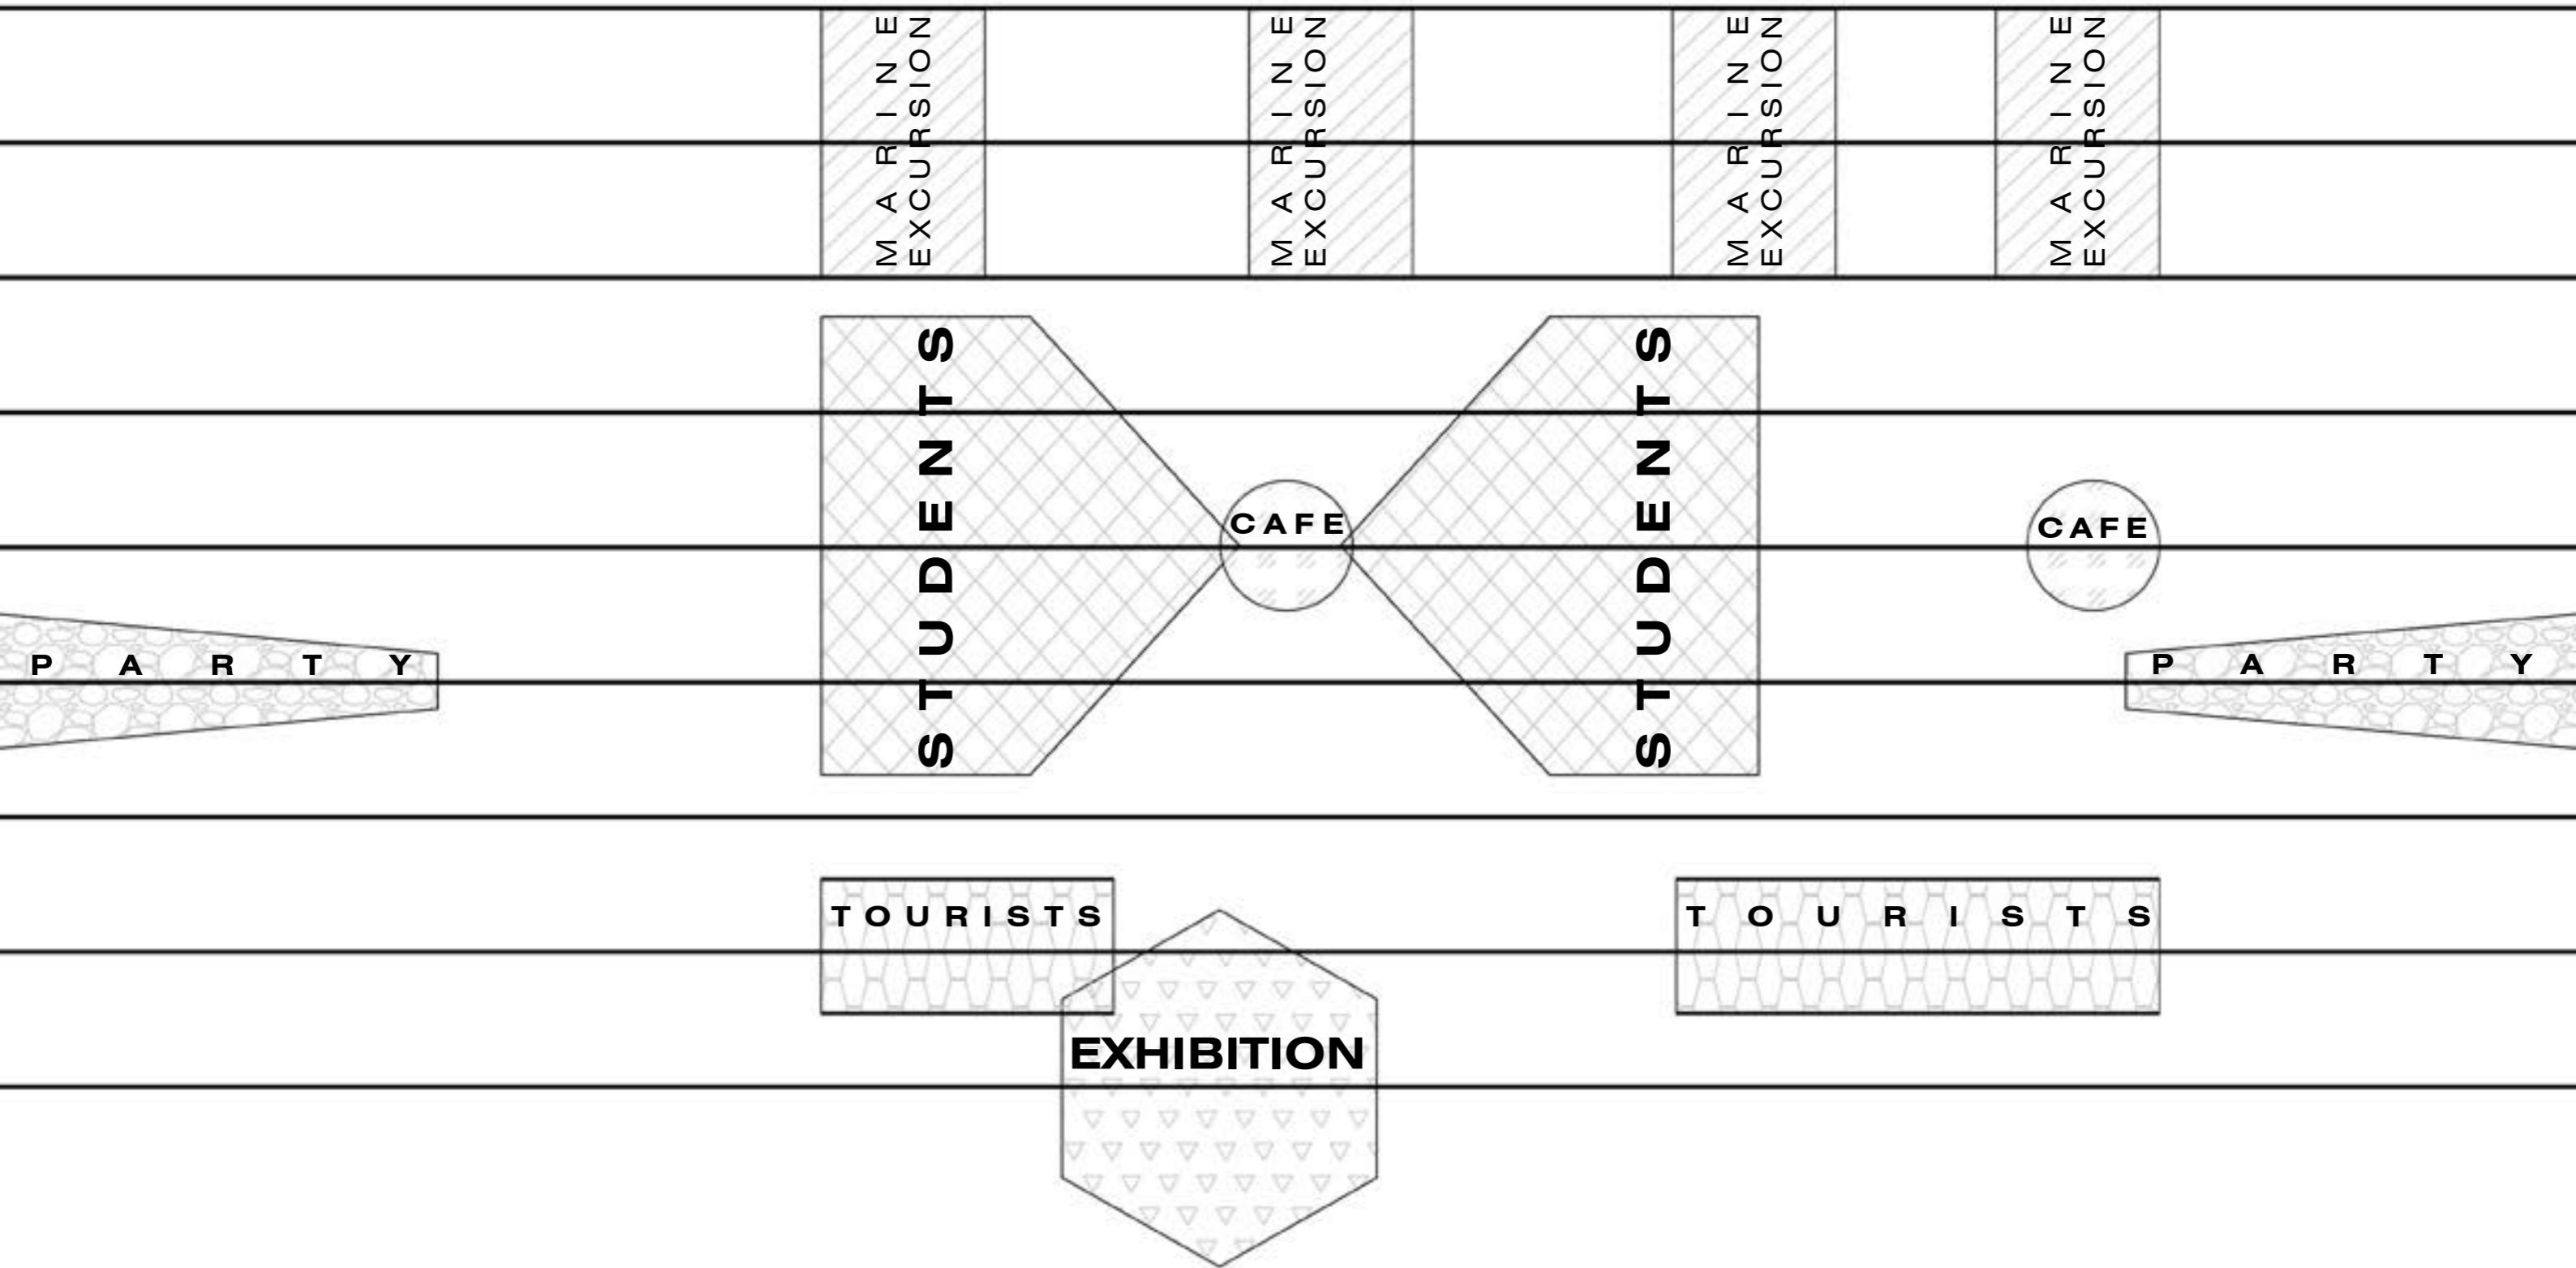 MARINE
EXCURSION
MARINE
EXCURSION
MARINE
EXCURSION
MARINE
EXCURSION
STUDENTS
STUDENTS
CAFE
CAFE
PARTY
PARTY
TOURISTS
TOURISTS
EXHIBITION